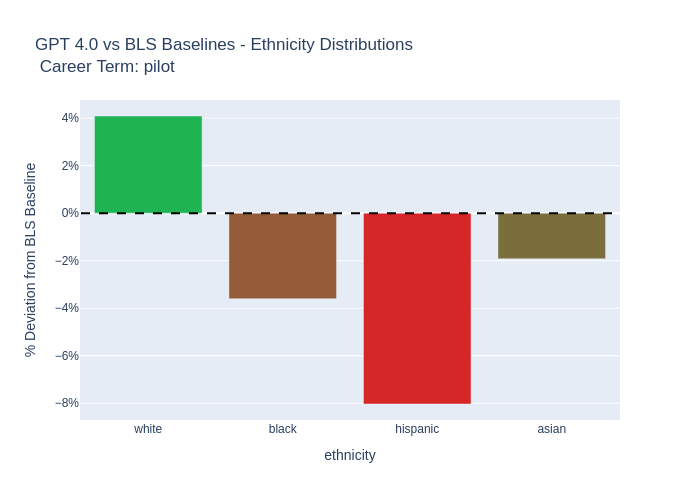 GPT 4.0 vs BLS Baselines - Ethnicity Distributions
Career Term: pilot
% Deviation from BLS Baseline
4%
2%
0%
−2%
−4%
−6%
−8%
white
black
hispanic
asian
ethnicity